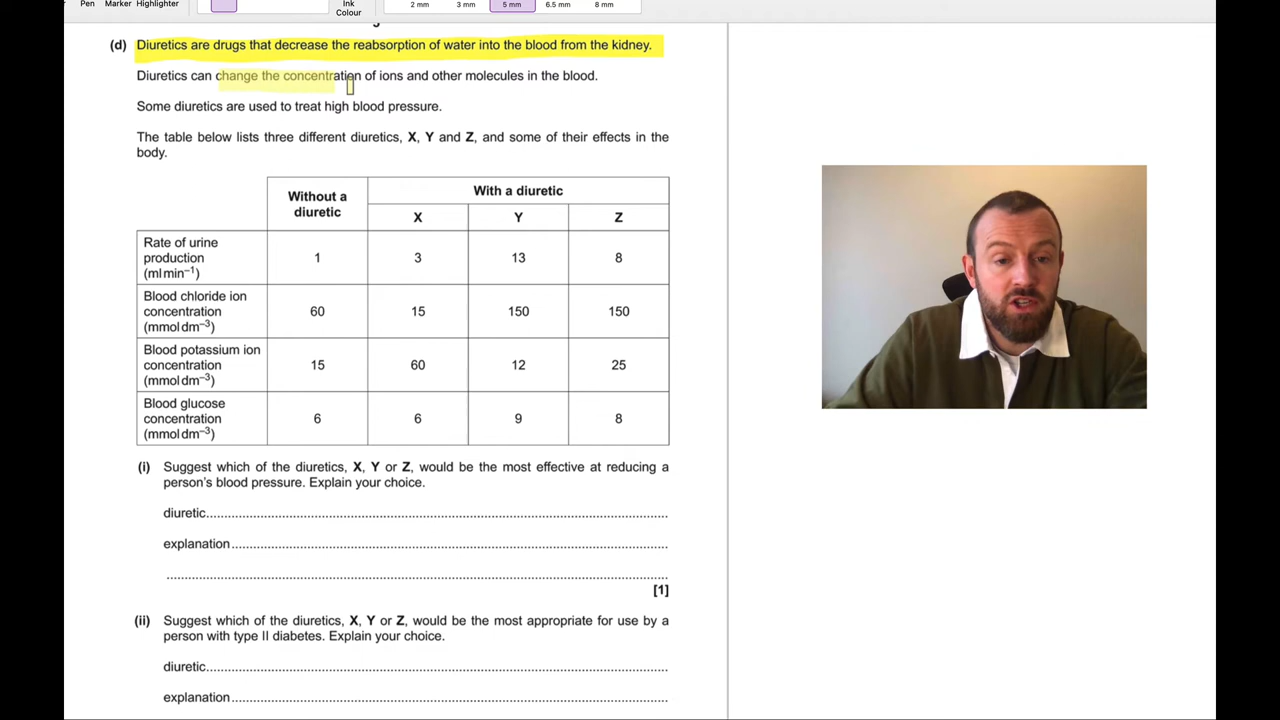 Pen Marker Highlighter
Ink
Colour
2 mm 3 mm 5 mm 6.5 mm 8 mm
(d) Diuretics are drugs that decrease the reabsorption of water into the blood from the kidney.
Diuretics can change the concentration of ions and other molecules in the blood.
Some diuretics are used to treat high blood pressure.
The table below lists three different diuretics, X, Y and Z, and some of their effects in the
body.
Without a
diuretic
With a diuretic
X Y Z
Rate of urine
production
(ml min⁻¹)
1 3 13 8
Blood chloride ion
concentration
(mmol dm⁻³)
60 15 150 150
Blood potassium ion
concentration
(mmol dm⁻³)
15 60 12 25
Blood glucose
concentration
(mmol dm⁻³)
6 6 9 8
(i) Suggest which of the diuretics, X, Y or Z, would be the most effective at reducing a
person's blood pressure. Explain your choice.
diuretic
explanation
[1]
(ii) Suggest which of the diuretics, X, Y or Z, would be the most appropriate for use by a
person with type II diabetes. Explain your choice.
diuretic
explanation